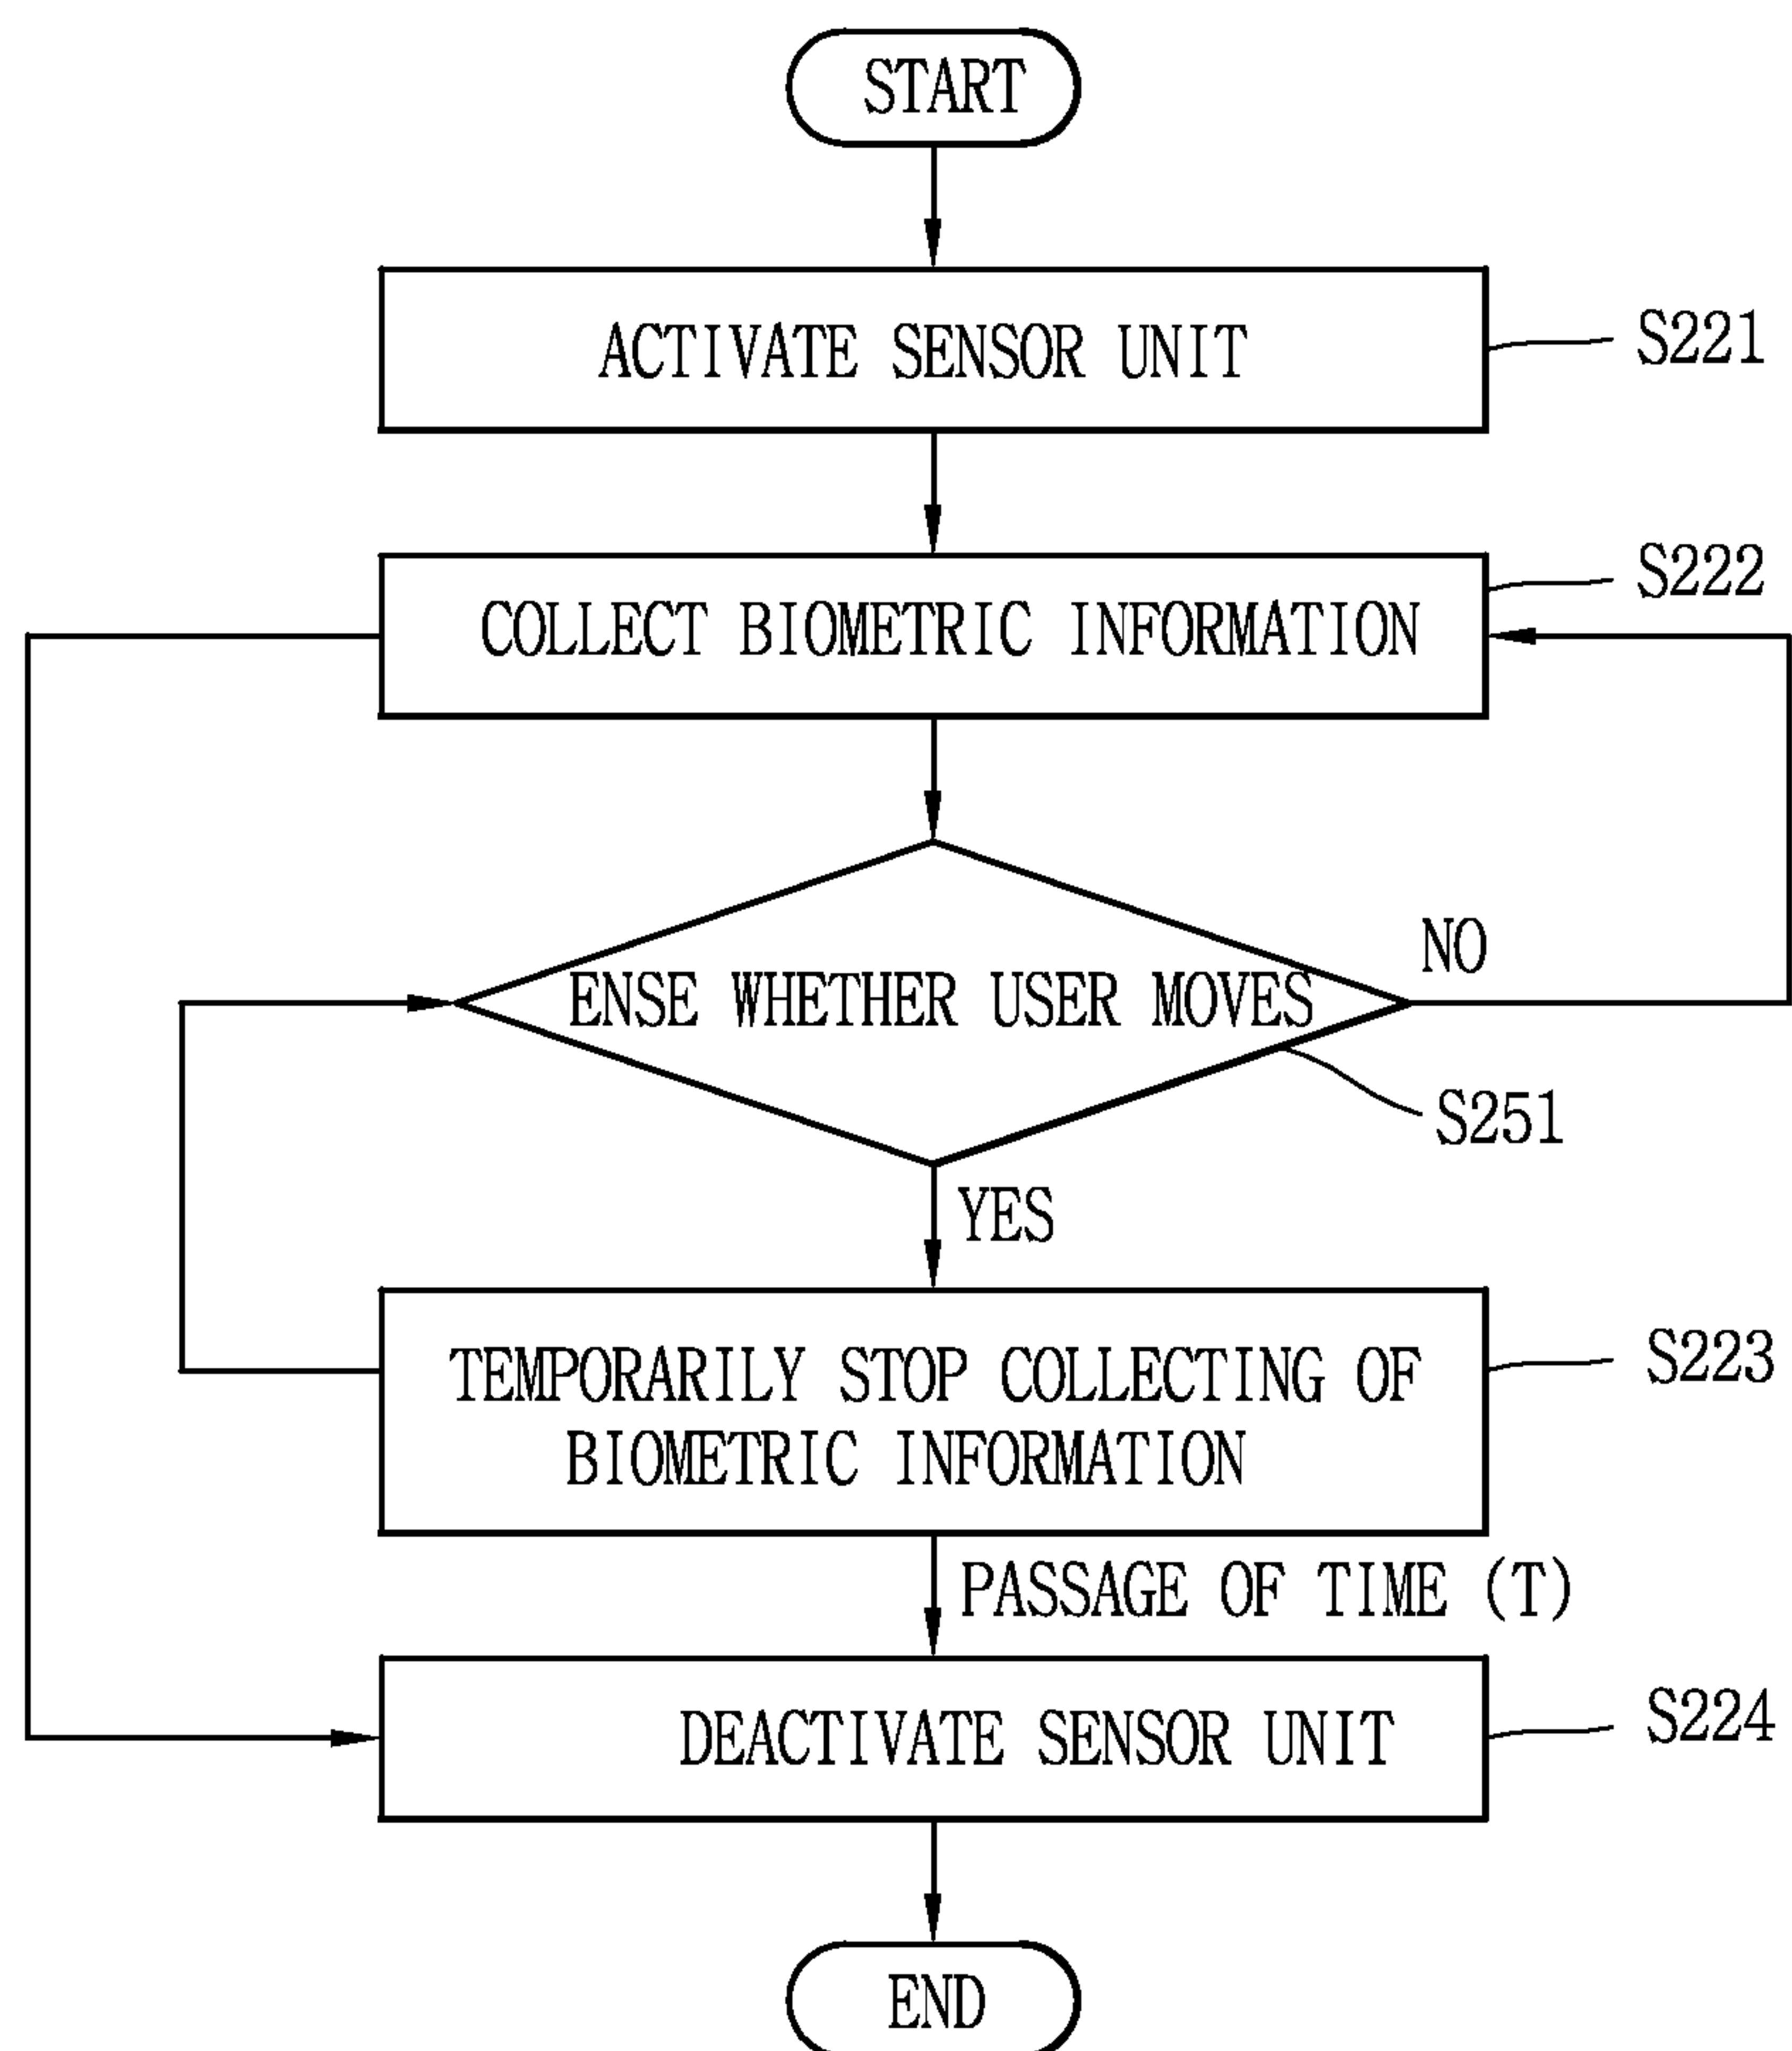 START
ACTIVATE SENSOR UNIT
S221
COLLECT BIOMETRIC INFORMATION
S222
ENSE WHETHER USER MOVES
NO
S251
YES
TEMPORARILY STOP COLLECTING OF
BIOMETRIC INFORMATION
S223
PASSAGE OF TIME (T)
DEACTIVATE SENSOR UNIT
S224
END